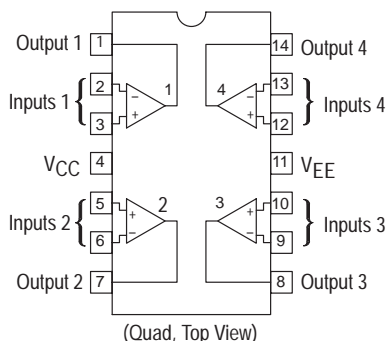 Output 1 1 14 Output 4
Inputs 1 2 − 1 4 − 13 Inputs 4
3 + + 12
VCC 4 11 VEE
Inputs 2 5 + 2 3 + 10 Inputs 3
6 − − 9
Output 2 7 8 Output 3
(Quad, Top View)